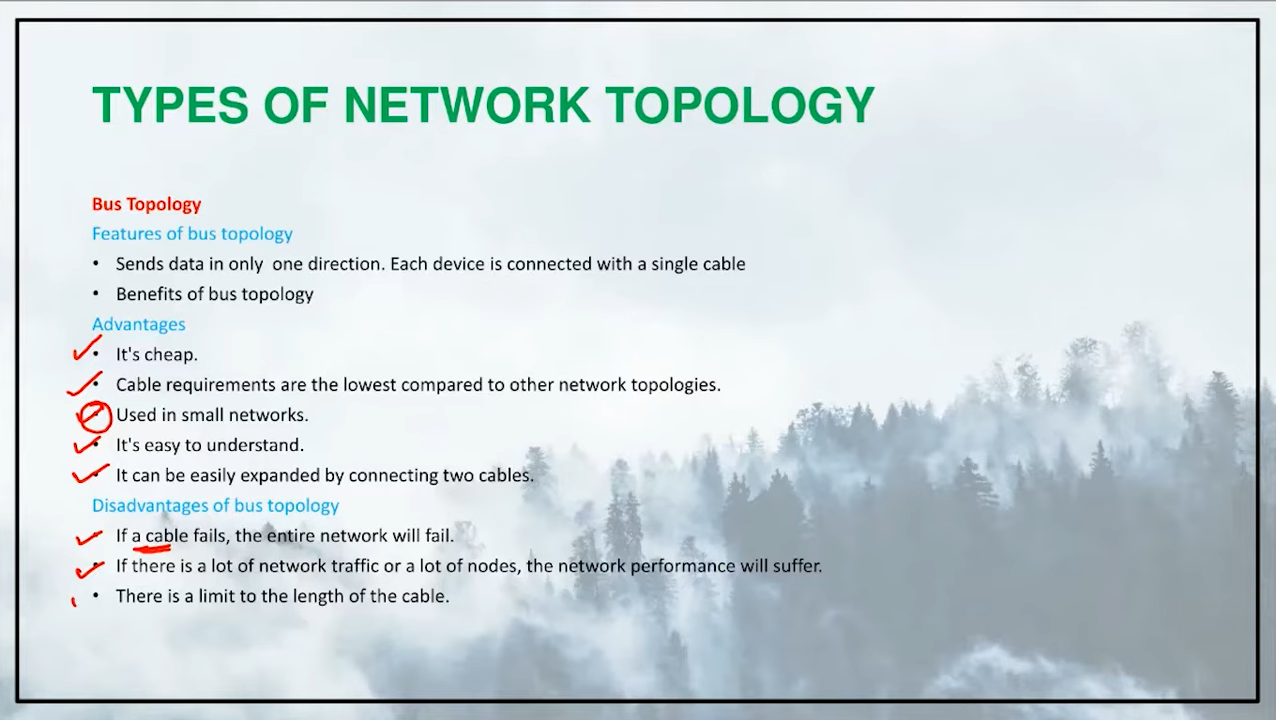 TYPES OF NETWORK TOPOLOGY
Bus Topology
Features of bus topology
• Sends data in only one direction. Each device is connected with a single cable
• Benefits of bus topology
Advantages
• It's cheap.
• Cable requirements are the lowest compared to other network topologies.
• Used in small networks.
• It's easy to understand.
• It can be easily expanded by connecting two cables.
Disadvantages of bus topology
• If a cable fails, the entire network will fail.
• If there is a lot of network traffic or a lot of nodes, the network performance will suffer.
• There is a limit to the length of the cable.